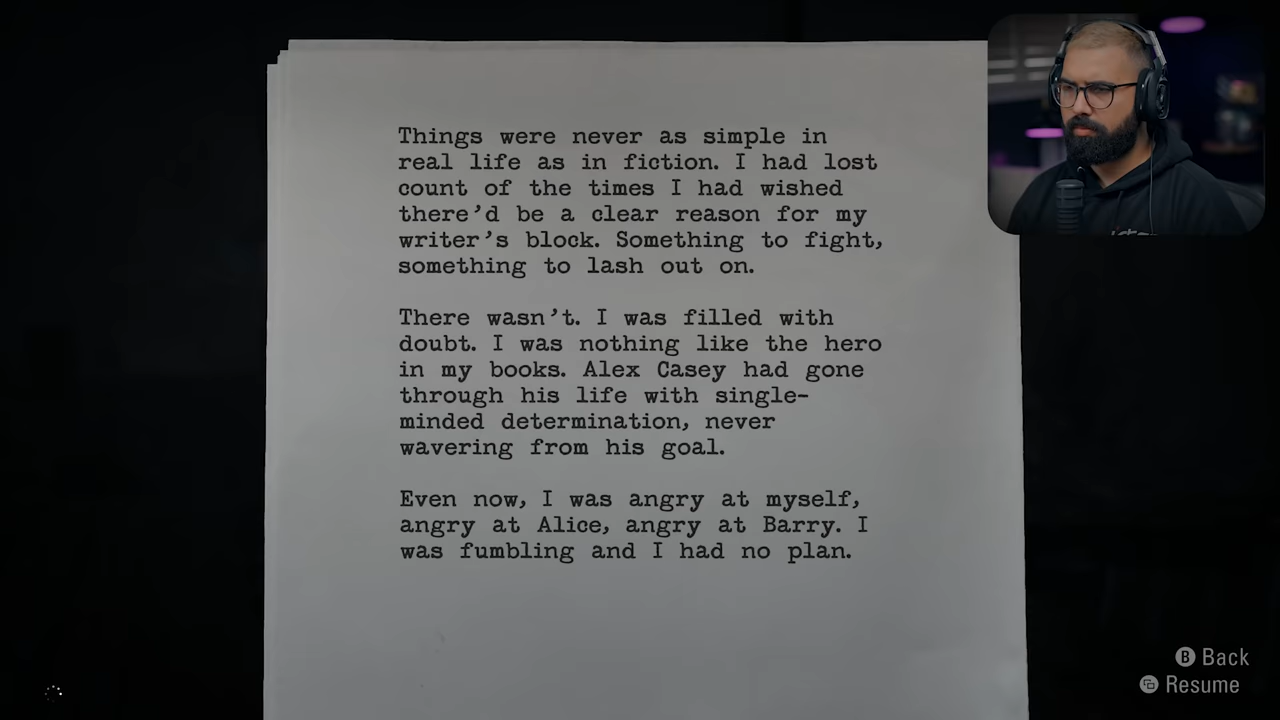 Things were never as simple in
real life as in fiction. I had lost
count of the times I had wished
there’d be a clear reason for my
writer’s block. Something to fight,
something to lash out on.
There wasn’t. I was filled with
doubt. I was nothing like the hero
in my books. Alex Casey had gone
through his life with single-
minded determination, never
wavering from his goal.
Even now, I was angry at myself,
angry at Alice, angry at Barry. I
was fumbling and I had no plan.
B Back
Resume